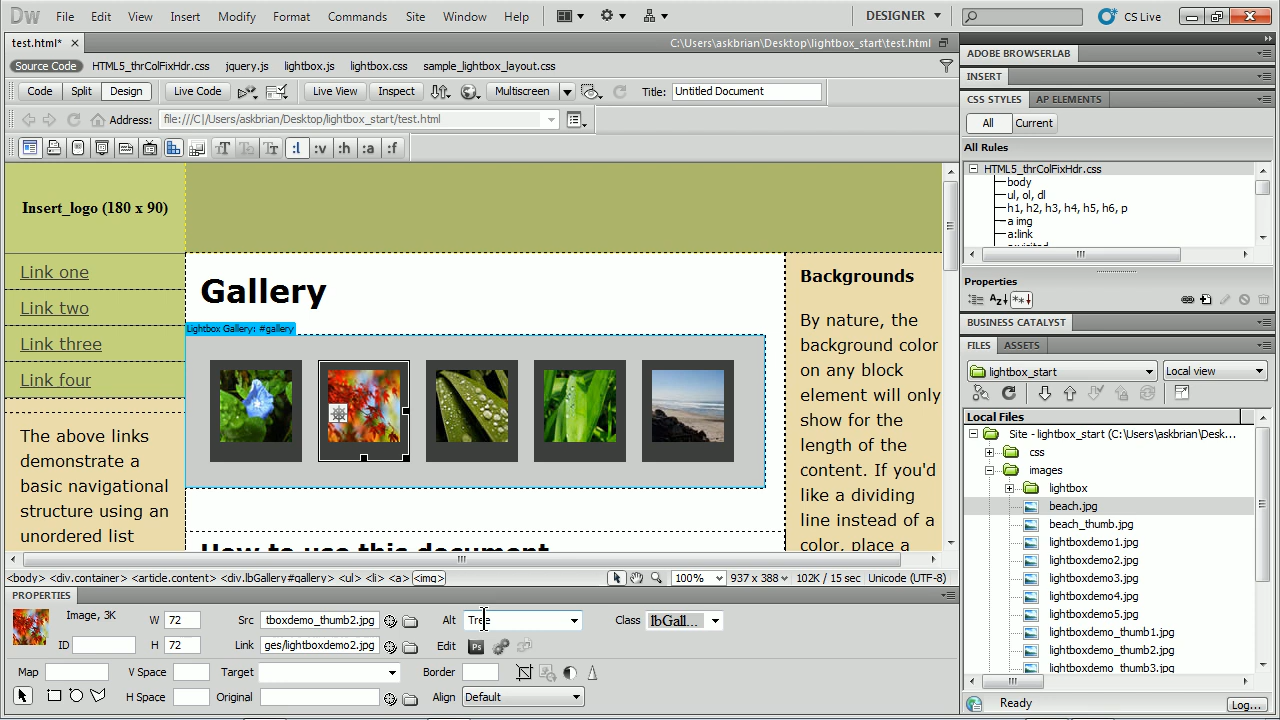 Dw File Edit View Insert Modify Format Commands Site Window Help DESIGNER CS Live
test.html* C:\Users\askbrian\Desktop\lightbox_start\test.html
Source Code HTML5_thrColFixHdr.css jquery.js lightbox.js lightbox.css sample_lightbox_layout.css
Code Split Design Live Code Live View Inspect Multiscreen Title: Untitled Document
Address: file:///C|/Users/askbrian/Desktop/lightbox_start/test.html
:l :v :h :a :f
Insert_logo (180 x 90)
Link one
Link two
Link three
Link four
The above links
demonstrate a
basic navigational
structure using an
unordered list
Gallery
Lightbox Gallery: #gallery
How to use this document
Backgrounds
By nature, the
background color
on any block
element will only
show for the
length of the
content. If you'd
like a dividing
line instead of a
color, place a
<body> <div.container> <article.content> <div.lbGallery#gallery> <ul> <li> <a> <img> 100% 937 x 388 102K / 15 sec Unicode (UTF-8)
PROPERTIES
Image, 3K W 72 Src tboxdemo_thumb2.jpg Alt Tree Class lbGall...
ID H 72 Link ges/lightboxdemo2.jpg Edit Ps
Map V Space Target Border
H Space Original Align Default
ADOBE BROWSERLAB
INSERT
CSS STYLES AP ELEMENTS
All Current
All Rules
HTML5_thrColFixHdr.css
body
ul, ol, dl
h1, h2, h3, h4, h5, h6, p
a img
a:link
a:visited
Properties
BUSINESS CATALYST
FILES ASSETS
lightbox_start Local view
Local Files
Site - lightbox_start (C:\Users\askbrian\Desk...
css
images
lightbox
beach.jpg
beach_thumb.jpg
lightboxdemo1.jpg
lightboxdemo2.jpg
lightboxdemo3.jpg
lightboxdemo4.jpg
lightboxdemo5.jpg
lightboxdemo_thumb1.jpg
lightboxdemo_thumb2.jpg
lightboxdemo_thumb3.jpg
Ready Log...